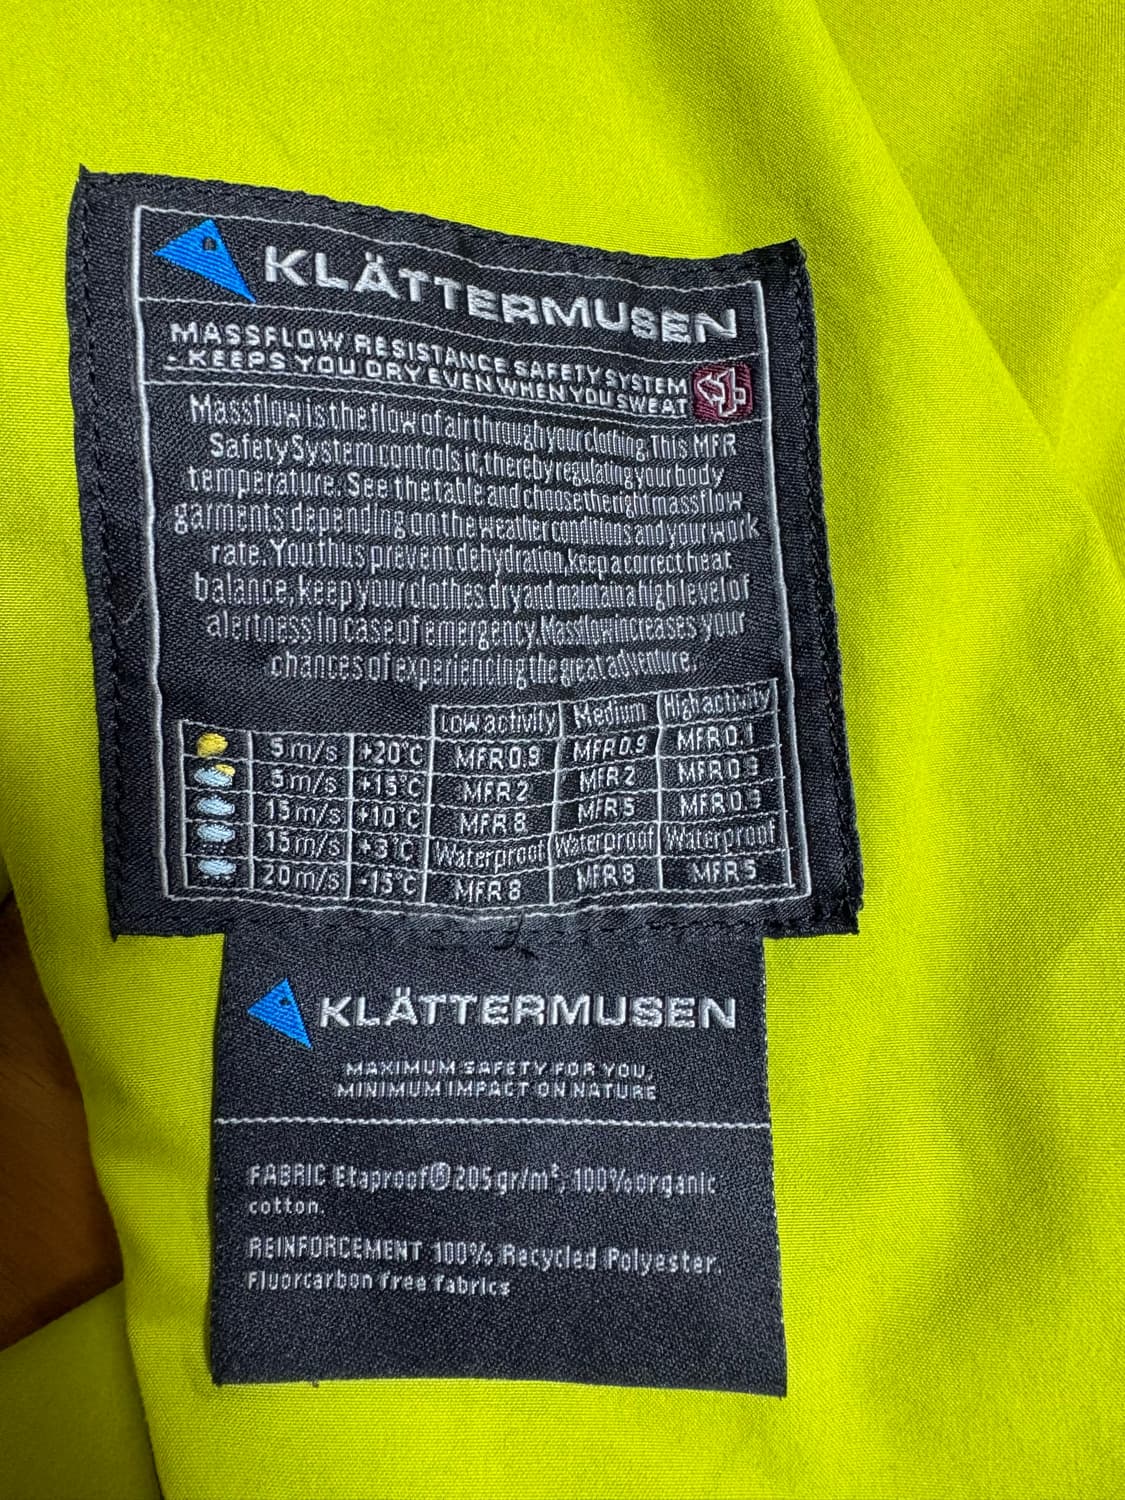 KLÄTTERMUSEN
MASSFLOW RESISTANCE SAFETY SYSTEM
- KEEPS YOU DRY EVEN WHEN YOU SWEAT
Massflow is the flow of air through your clothing. This MFR
Safety System controls it, thereby regulating your body
temperature. See the table and choose the right massflow
garments depending on the weather conditions and your work
rate. You thus prevent dehydration, keep a correct heat
balance, keep your clothes dry and maintain a high level of
alertness in case of emergency. Massflow increases your
chances of experiencing the great adventure.
Low activity Medium High activity
5 m/s +20°C MFR 0.9 MFR 0.9 MFR 0.1
5 m/s +15°C MFR 2 MFR 2 MFR 0.9
15 m/s +10°C MFR 8 MFR 5 MFR 0.9
15 m/s +3°C Waterproof Waterproof Waterproof
20 m/s -15°C MFR 8 MFR 8 MFR 5
KLÄTTERMUSEN
MAXIMUM SAFETY FOR YOU,
MINIMUM IMPACT ON NATURE
FABRIC Etaproof® 205 gr/m², 100% organic
cotton.
REINFORCEMENT 100% Recycled Polyester.
Fluorcarbon free fabrics